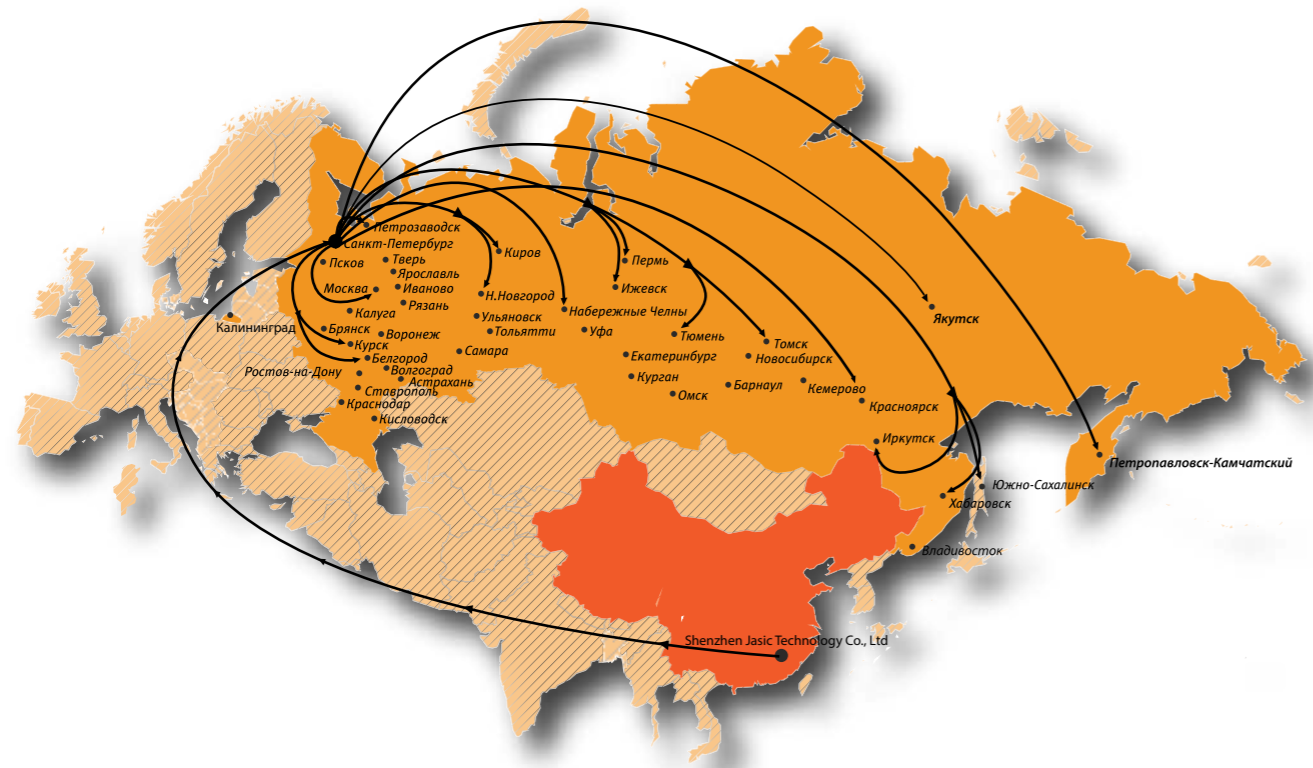 Петрозаводск
Санкт-Петербург
Псков
Тверь
Киров
Пермь
Ярославль
Москва
Иваново
Н.Новгород
Ижевск
Рязань
Калуга
Набережные Челны
Якутск
Калининград
Брянск
Ульяновск
Воронеж
Тольятти
Уфа
Тюмень
Томск
Курск
Самара
Екатеринбург
Новосибирск
Белгород
Ростов-на-Дону
Волгоград
Астрахань
Курган
Барнаул
Кемерово
Ставрополь
Омск
Краснодар
Красноярск
Кисловодск
Иркутск
Петропавловск-Камчатский
Южно-Сахалинск
Хабаровск
Владивосток
Shenzhen Jasic Technology Co., Ltd